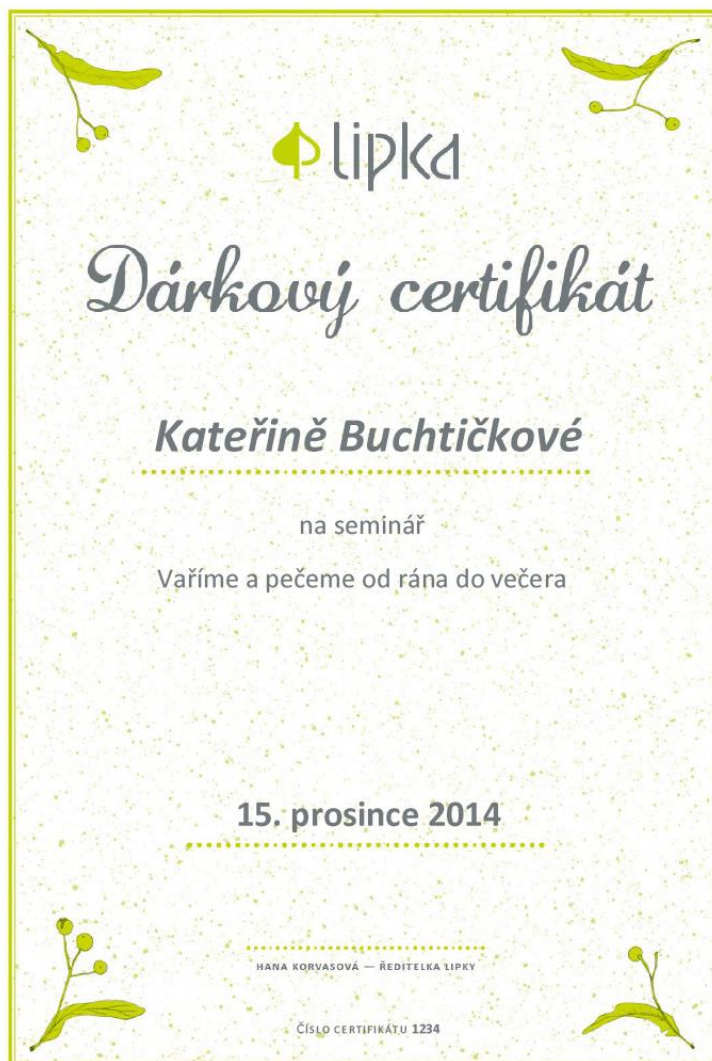 lipka
Dárkový certifikát
Kateřině Buchtičkové
na seminář
Vaříme a pečeme od rána do večera
15. prosince 2014
HANA KORVASOVÁ — ŘEDITELKA LIPKY
ČÍSLO CERTIFIKÁTU 1234